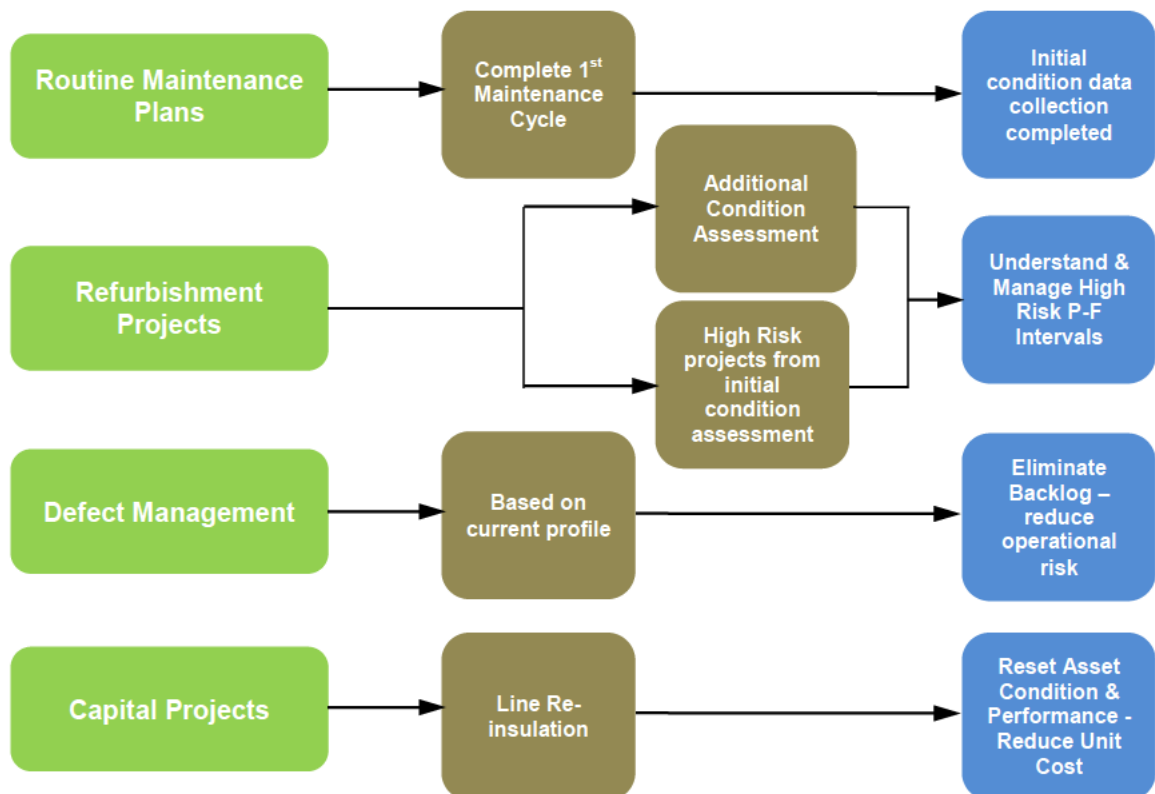 Routine Maintenance
Plans
Complete 1st
Maintenance
Cycle
Initial
condition data
collection
completed
Refurbishment
Projects
Additional
Condition
Assessment
High Risk
projects from
initial
condition
assessment
Understand &
Manage High
Risk P-F
Intervals
Defect Management
Based on
current profile
Eliminate
Backlog –
reduce
operational
risk
Capital Projects
Line Re-
insulation
Reset Asset
Condition &
Performance -
Reduce Unit
Cost